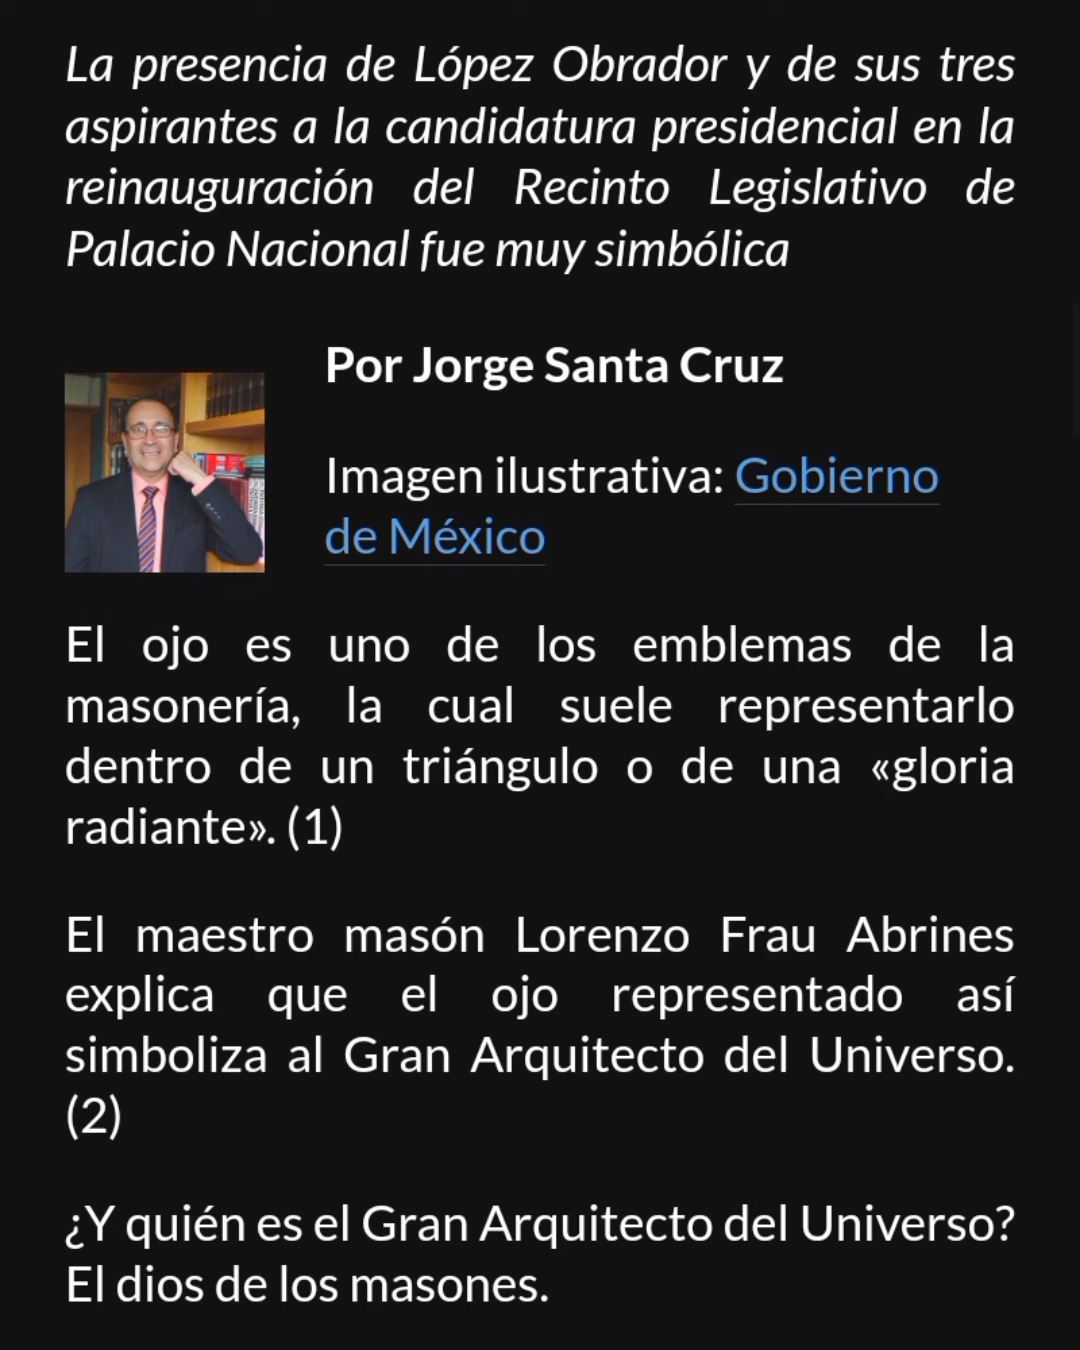 La presencia de López Obrador y de sus tres
aspirantes a la candidatura presidencial en la
reinauguración del Recinto Legislativo de
Palacio Nacional fue muy simbólica
Por Jorge Santa Cruz
Imagen ilustrativa: Gobierno
de México
El ojo es uno de los emblemas de la
masonería, la cual suele representarlo
dentro de un triángulo o de una «gloria
radiante». (1)
El maestro masón Lorenzo Frau Abrines
explica que el ojo representado así
simboliza al Gran Arquitecto del Universo.
(2)
¿Y quién es el Gran Arquitecto del Universo?
El dios de los masones.